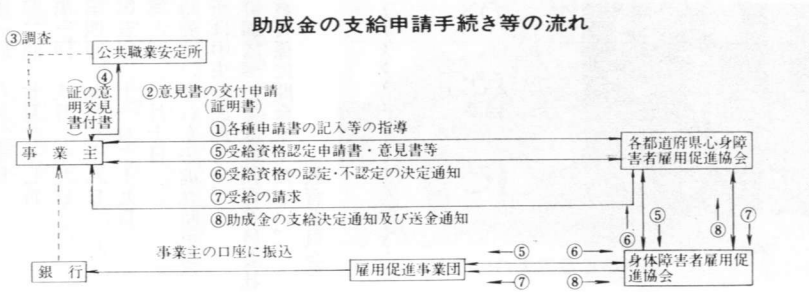 助成金の支給申請手続き等の流れ
③調査
公共職業安定所
④
意見書の交付
(証明書)
②意見書の交付申請
(証明書)
①各種申請書の記入等の指導
事業主
⑤受給資格認定申請書・意見書等
各都道府県心身障
害者雇用促進協会
⑥受給資格の認定・不認定の決定通知
⑦受給の請求
⑧助成金の支給決定通知及び送金通知
⑥
⑤
⑧
⑦
事業主の口座に振込
⑤
⑥
銀行
雇用促進事業団
身体障害者雇用促
進協会
⑦
⑧